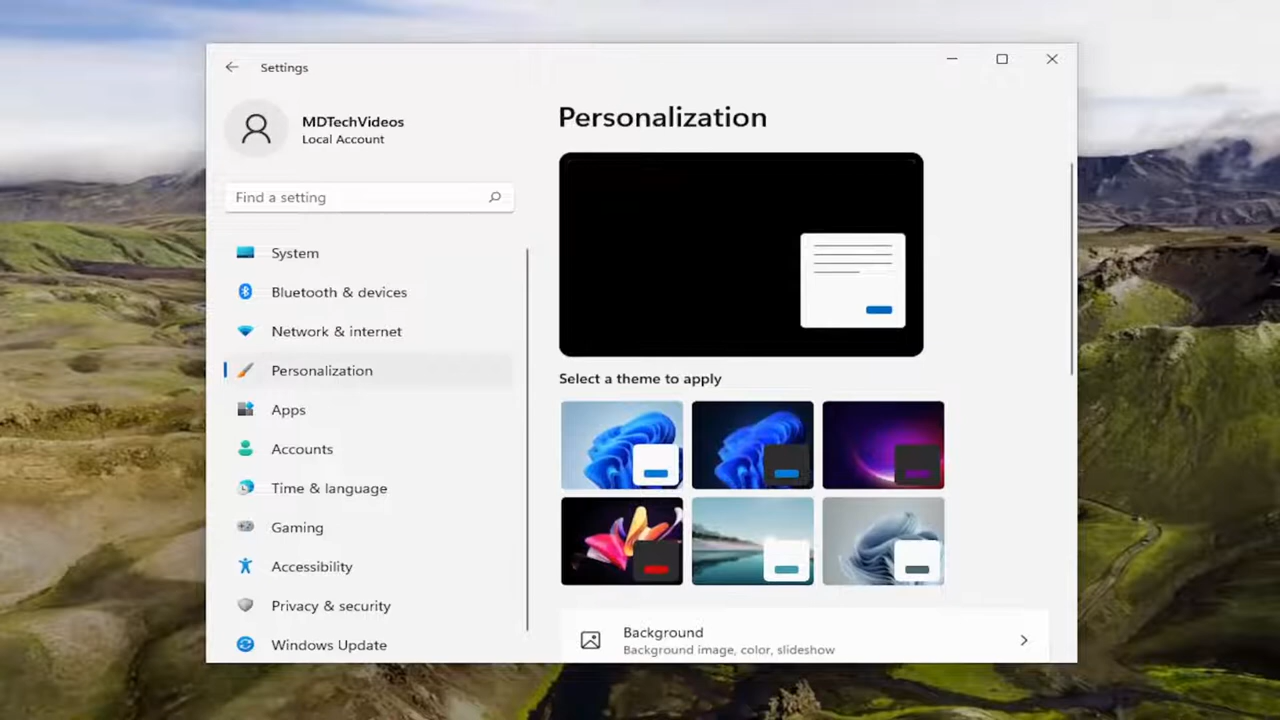 Settings
MDTechVideos
Local Account
Find a setting
System
Bluetooth & devices
Network & internet
Personalization
Apps
Accounts
Time & language
Gaming
Accessibility
Privacy & security
Windows Update
Personalization
Select a theme to apply
Background
Background image, color, slideshow